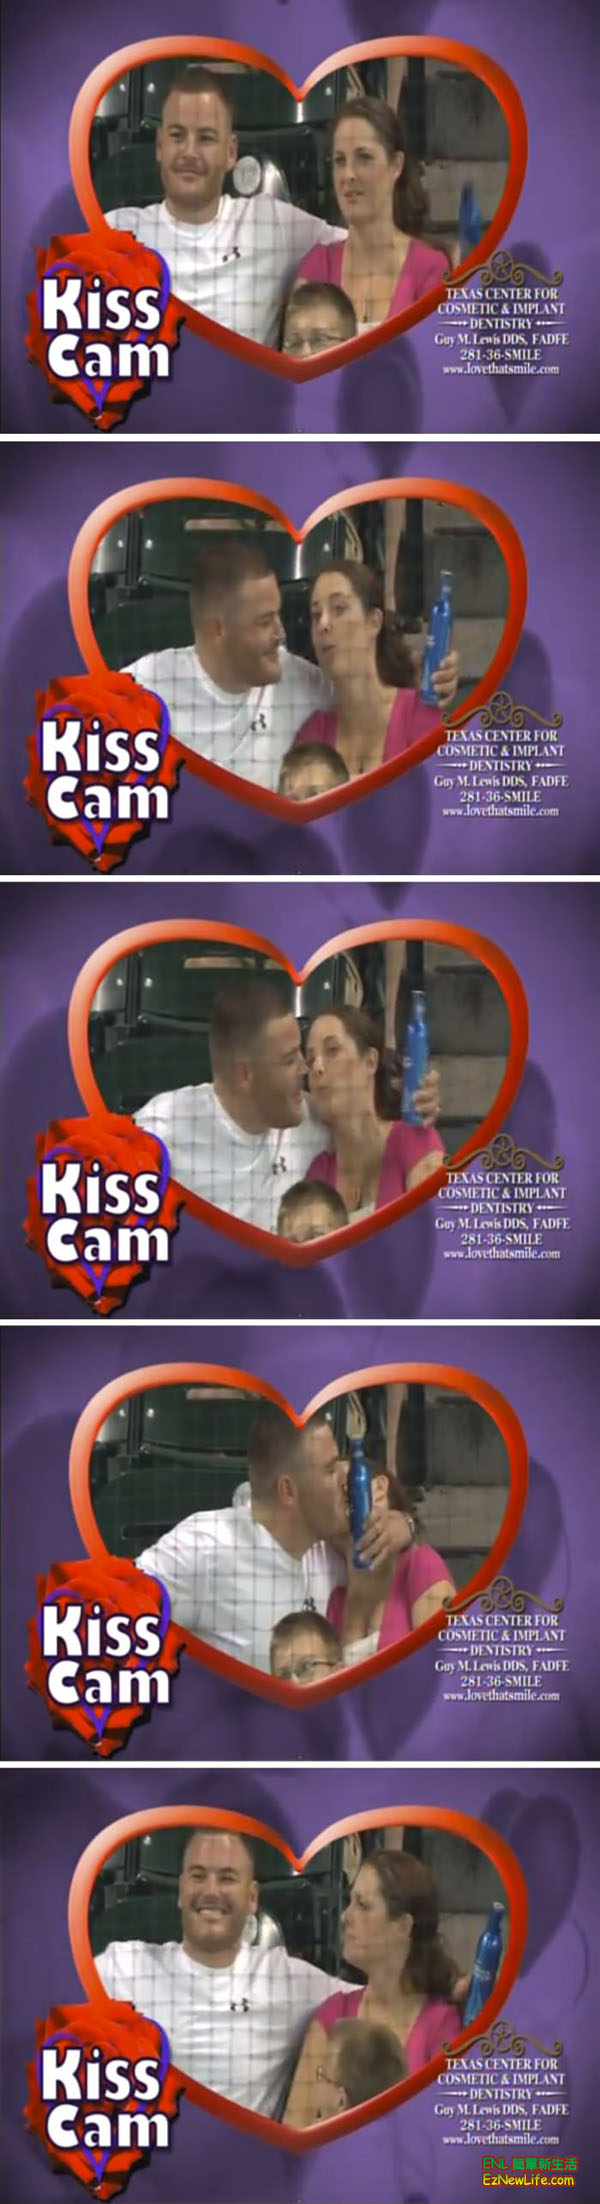 Kiss
Cam
TEXAS CENTER FOR
COSMETIC & IMPLANT
DENTISTRY
Guy M. Lewis DDS, FADFE
281-36-SMILE
www.lovethatsmile.com
Kiss
Cam
TEXAS CENTER FOR
COSMETIC & IMPLANT
DENTISTRY
Guy M. Lewis DDS, FADFE
281-36-SMILE
www.lovethatsmile.com
Kiss
Cam
TEXAS CENTER FOR
COSMETIC & IMPLANT
DENTISTRY
Guy M. Lewis DDS, FADFE
281-36-SMILE
www.lovethatsmile.com
Kiss
Cam
TEXAS CENTER FOR
COSMETIC & IMPLANT
DENTISTRY
Guy M. Lewis DDS, FADFE
281-36-SMILE
www.lovethatsmile.com
Kiss
Cam
TEXAS CENTER FOR
COSMETIC & IMPLANT
DENTISTRY
Guy M. Lewis DDS, FADFE
281-36-SMILE
www.lovethatsmile.com
ENL 簡單新生活
EzNewLife.com